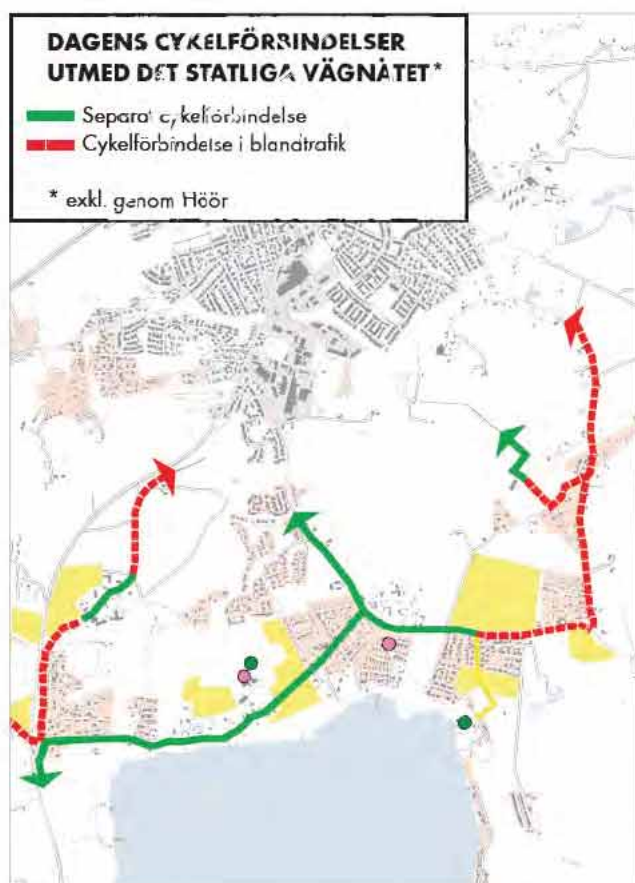 DAGENS CYKELFÖRBINDELSER
UTMED DET STATLIGA VÄGNÄTET*
Separat cykelförbindelse
Cykelförbindelse i blandtrafik
* exkl. genom Höör